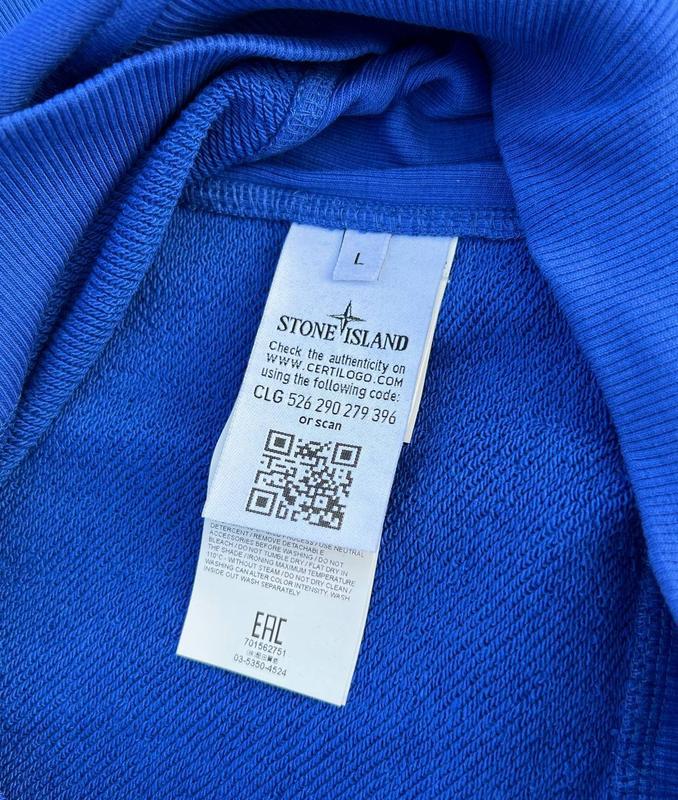 L
STONE ISLAND
Check the authenticity on
WWW.CERTILOGO.COM
using the following code:
CLG 526 290 279 396
or scan
DETERGENT / REMOVE DETACHABLE
ACCESSORIES BEFORE WASHING / DO NOT
BLEACH / DO NOT TUMBLE DRY / FLAT DRY IN
THE SHADE / IRONING MAXIMUM TEMPERATURE
110°C - WITHOUT STEAM / DO NOT DRY CLEAN /
WASHING CAN ALTER COLOR INTENSITY. WASH
INSIDE OUT WASH SEPARATELY
EAC
701562751
03-5350-4524